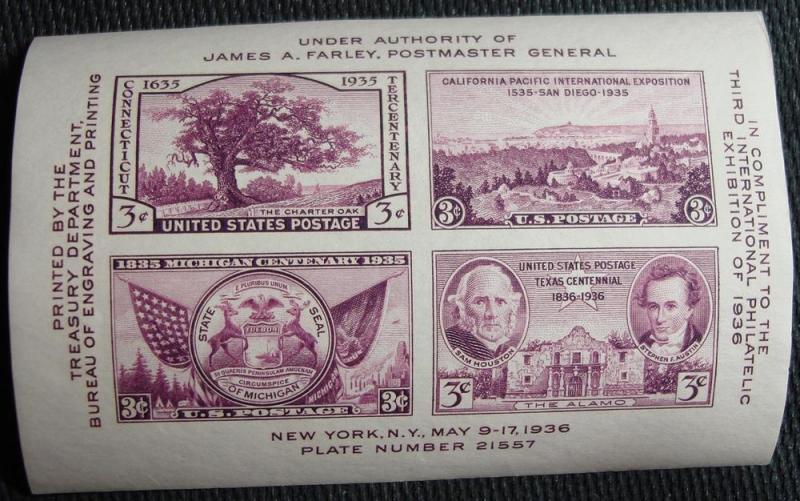 UNDER AUTHORITY OF
JAMES A. FARLEY, POSTMASTER GENERAL
PRINTED BY THE
TREASURY DEPARTMENT,
BUREAU OF ENGRAVING AND PRINTING
CONNECTICUT
1635
1935
TERCENTENARY
THE CHARTER OAK
3¢
3¢
UNITED STATES POSTAGE
CALIFORNIA PACIFIC INTERNATIONAL EXPOSITION
1535-SAN DIEGO-1935
3¢
U.S. POSTAGE
3¢
1835 MICHIGAN CENTENARY 1935
E PLURIBUS UNUM
STATE
SEAL
TUEBOR
SI QUAERIS PENINSULAM AMOENAM
CIRCUMSPICE
OF MICHIGAN
MICHIGAN
3¢
U.S. POSTAGE
3¢
UNITED STATES POSTAGE
TEXAS CENTENNIAL
1836-1936
SAM HOUSTON
STEPHEN F. AUSTIN
3¢
3¢
THE ALAMO
IN COMPLIMENT TO THE
THIRD INTERNATIONAL PHILATELIC
EXHIBITION OF 1936
NEW YORK, N.Y., MAY 9-17, 1936
PLATE NUMBER 21557